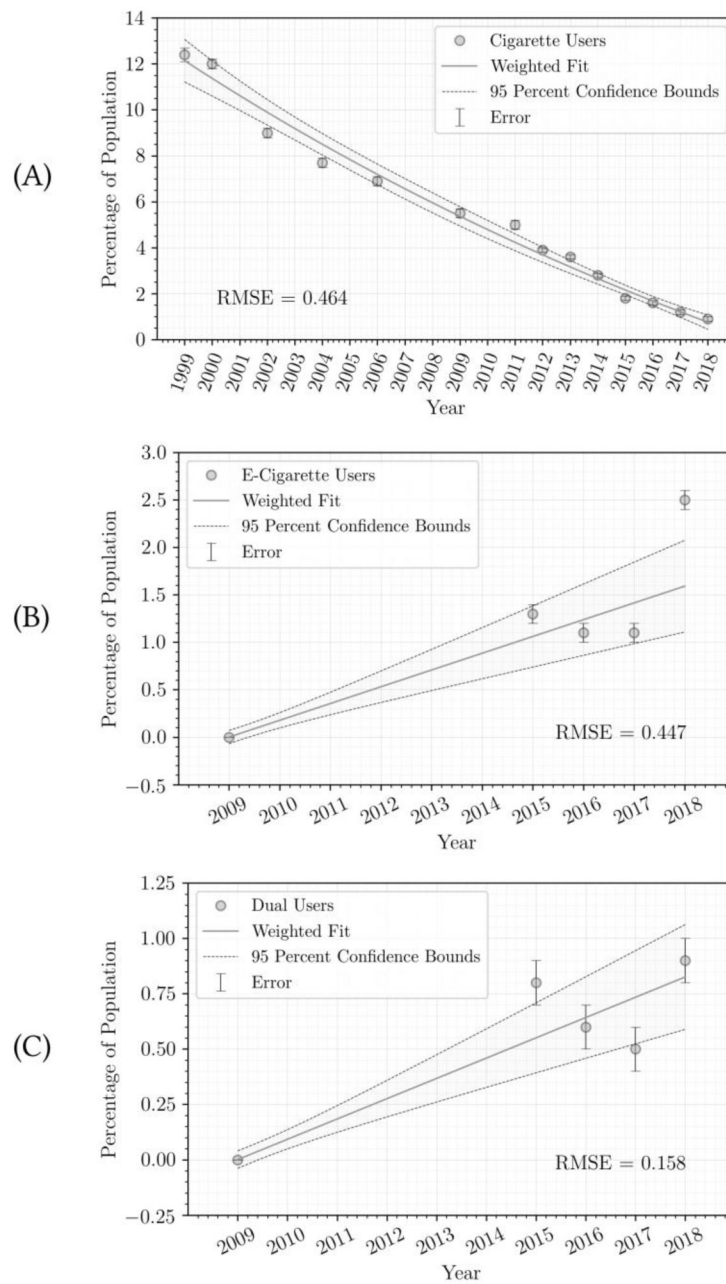 (A)
Percentage of Population
14
12
10
8
6
4
2
0
Cigarette Users
Weighted Fit
95 Percent Confidence Bounds
Error
RMSE = 0.464
1999
2000
2001
2002
2003
2004
2005
2006
2007
2008
2009
2010
2011
2012
2013
2014
2015
2016
2017
2018
Year
(B)
Percentage of Population
3.0
2.5
2.0
1.5
1.0
0.5
0.0
−0.5
E-Cigarette Users
Weighted Fit
95 Percent Confidence Bounds
Error
RMSE = 0.447
2009
2010
2011
2012
2013
2014
2015
2016
2017
2018
Year
(C)
Percentage of Population
1.25
1.00
0.75
0.50
0.25
0.00
−0.25
Dual Users
Weighted Fit
95 Percent Confidence Bounds
Error
RMSE = 0.158
2009
2010
2011
2012
2013
2014
2015
2016
2017
2018
Year